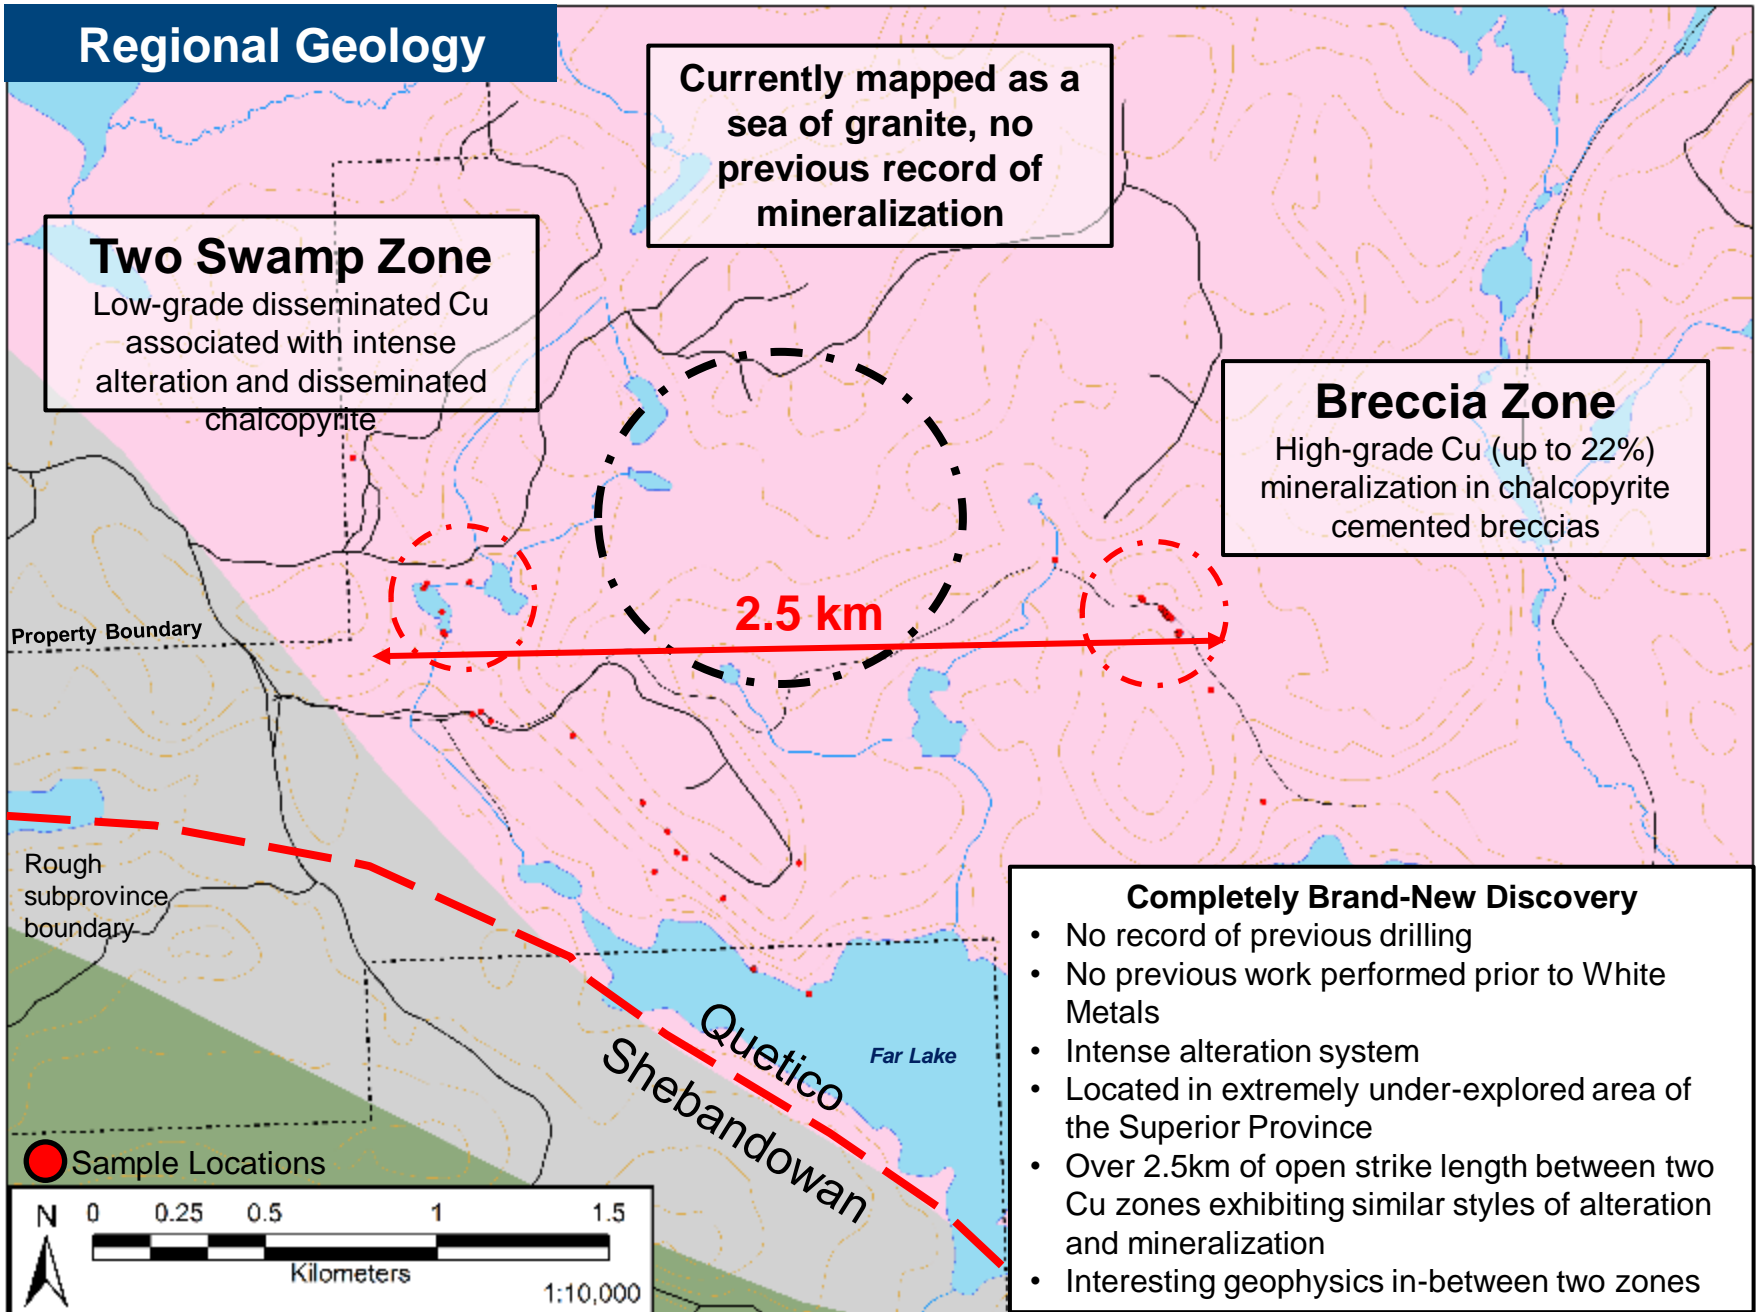 Regional Geology
Currently mapped as a
sea of granite, no
previous record of
mineralization
Two Swamp Zone
Low-grade disseminated Cu
associated with intense
alteration and disseminated
chalcopyrite
Breccia Zone
High-grade Cu (up to 22%)
mineralization in chalcopyrite
cemented breccias
2.5 km
Property Boundary
Rough
subprovince
boundary
Quetico
Shebandowan
Far Lake
Completely Brand-New Discovery
• No record of previous drilling
• No previous work performed prior to White
Metals
• Intense alteration system
• Located in extremely under-explored area of
the Superior Province
• Over 2.5km of open strike length between two
Cu zones exhibiting similar styles of alteration
and mineralization
• Interesting geophysics in-between two zones
Sample Locations
N 0 0.25 0.5 1 1.5
Kilometers
1:10,000